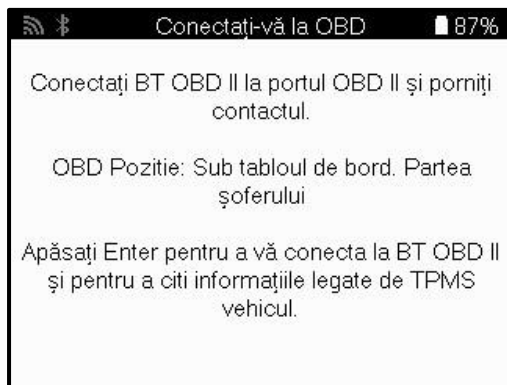 Conectați-vă la OBD 87%
Conectați BT OBD II la portul OBD II și porniți
contactul.
OBD Pozitie: Sub tabloul de bord. Partea
șoferului
Apăsați Enter pentru a vă conecta la BT OBD II
și pentru a citi informațiile legate de TPMS
vehicul.